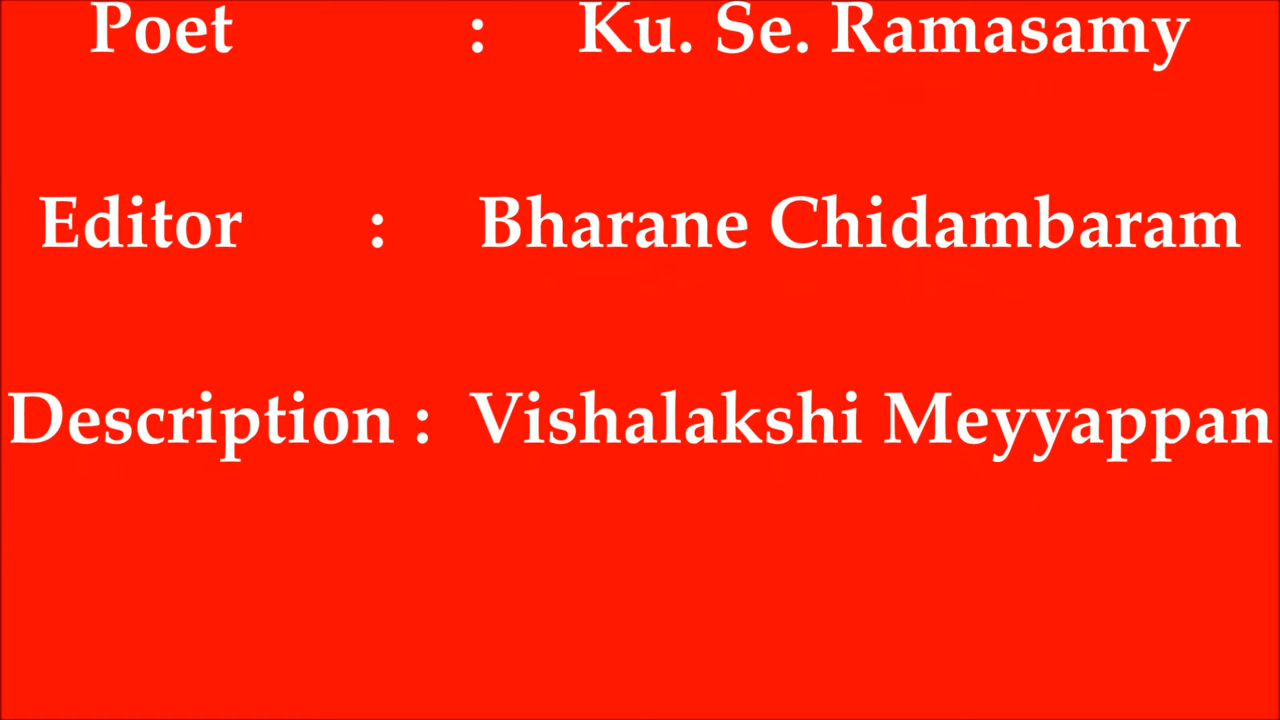 Poet : Ku. Se. Ramasamy
Editor : Bharane Chidambaram
Description : Vishalakshi Meyyappan